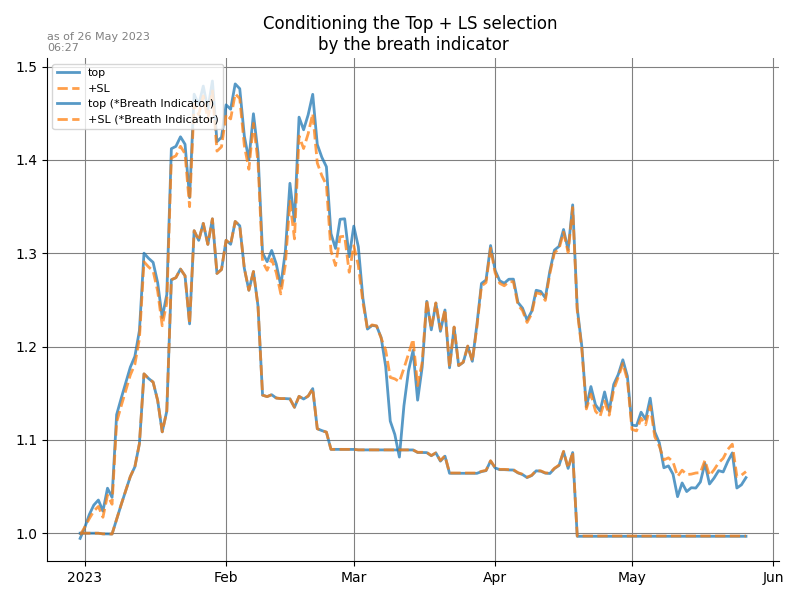 Conditioning the Top + LS selection
by the breath indicator
as of 26 May 2023
06:27
top
+SL
top (*Breath Indicator)
+SL (*Breath Indicator)
1.5
1.4
1.3
1.2
1.1
1.0
2023 Feb Mar Apr May Jun